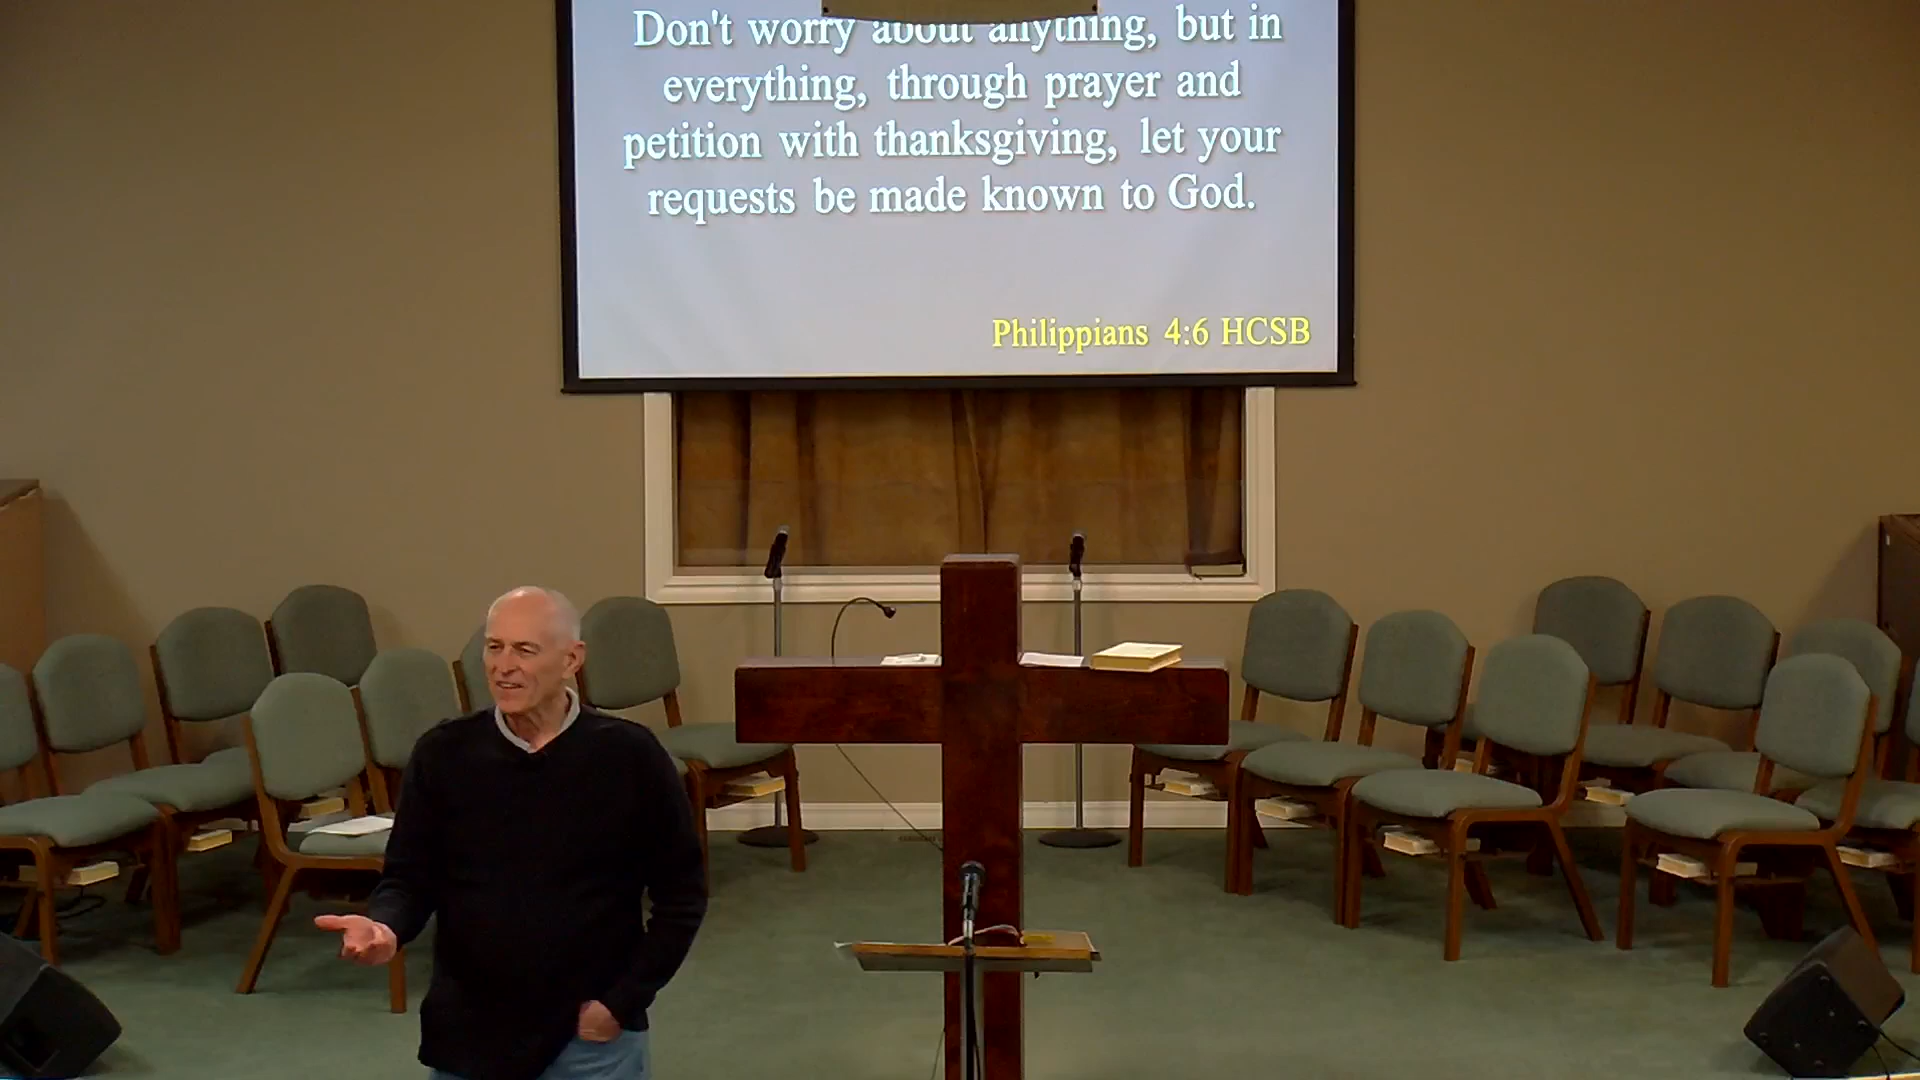 Don't worry about anything, but in
everything, through prayer and
petition with thanksgiving, let your
requests be made known to God.
Philippians 4:6 HCSB